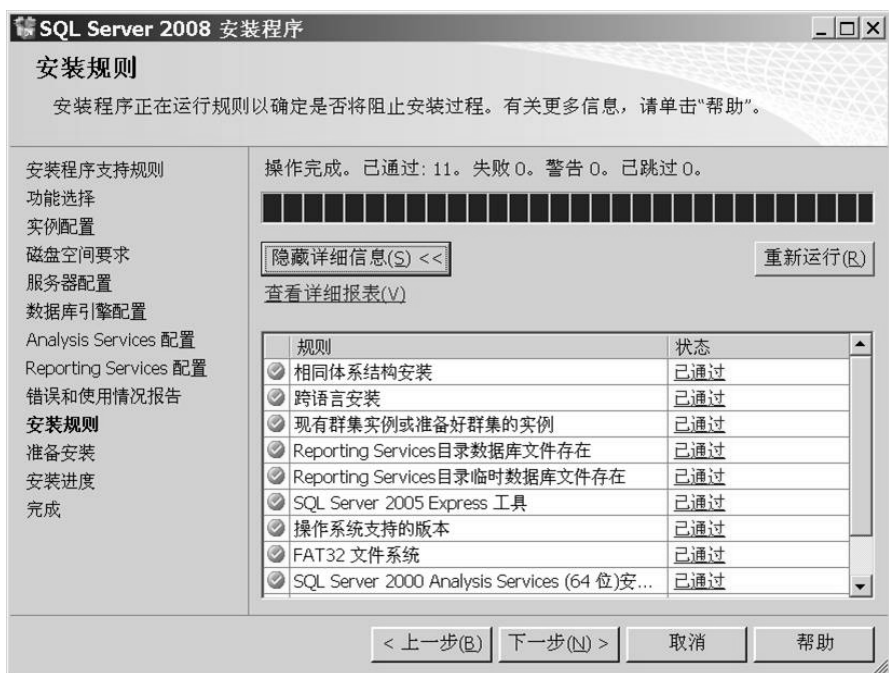 SQL Server 2008 安装程序
安装规则
安装程序正在运行规则以确定是否将阻止安装过程。有关更多信息，请单击“帮助”。
安装程序支持规则
功能选择
实例配置
磁盘空间要求
服务器配置
数据库引擎配置
Analysis Services 配置
Reporting Services 配置
错误和使用情况报告
安装规则
准备安装
安装进度
完成
操作完成。已通过: 11。失败 0。警告 0。已跳过 0。
隐藏详细信息(S) <<
重新运行(R)
查看详细报表(V)
规则 状态
相同体系结构安装 已通过
跨语言安装 已通过
现有群集实例或准备好群集的实例 已通过
Reporting Services目录数据库文件存在 已通过
Reporting Services目录临时数据库文件存在 已通过
SQL Server 2005 Express 工具 已通过
操作系统支持的版本 已通过
FAT32 文件系统 已通过
SQL Server 2000 Analysis Services (64 位)安... 已通过
< 上一步(B) 下一步(N) > 取消 帮助